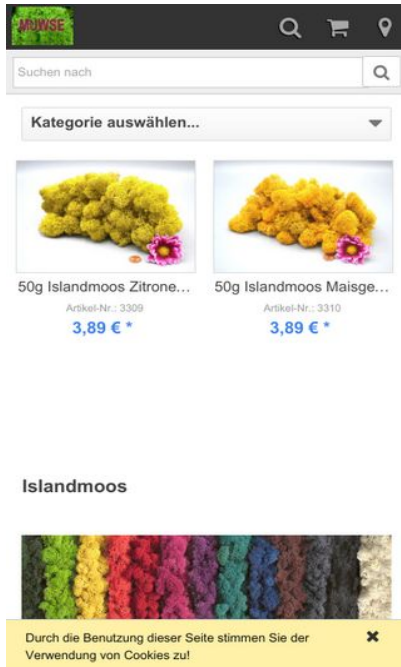 MUWSE
Suchen nach
Kategorie auswählen...
50g Islandmoos Zitrone... 50g Islandmoos Maisge...
Artikel-Nr.: 3309 Artikel-Nr.: 3310
3,89 € * 3,89 € *
Islandmoos
Durch die Benutzung dieser Seite stimmen Sie der
Verwendung von Cookies zu!